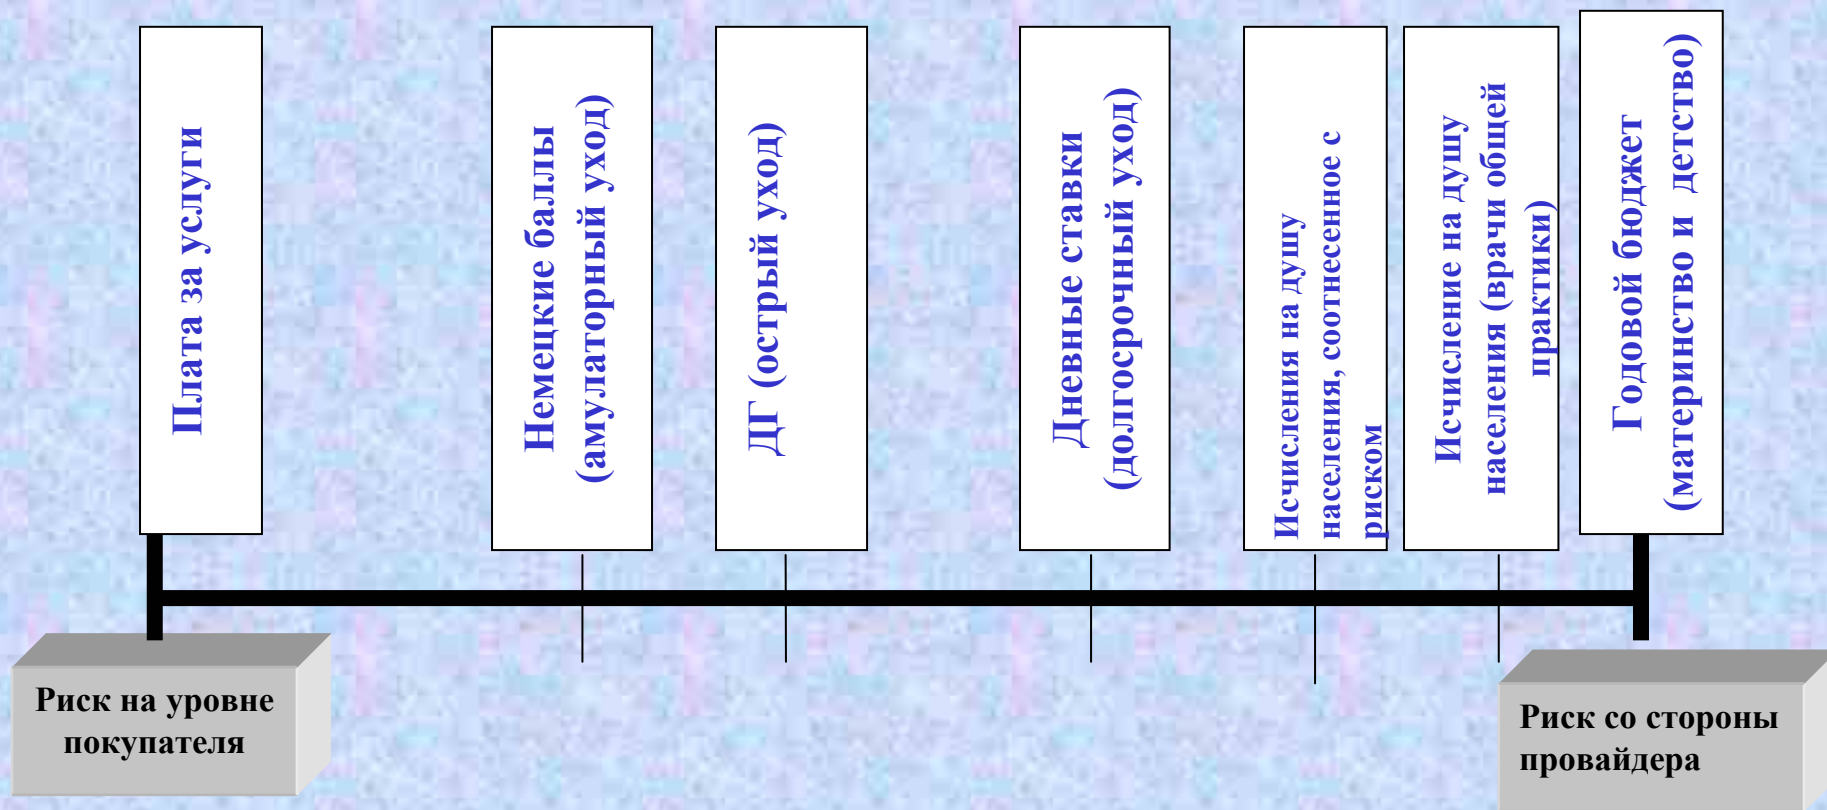 Плата за услуги
Немецкие баллы
(амулаторный уход)
ДГ (острый уход)
Дневные ставки
(долгосрочный уход)
Исчисления на душу
населения, соотнесенное с
риском
Исчисление на душу
населения (врачи общей
практики)
Годовой бюджет
(материнство и детство)
Риск на уровне
покупателя
Риск со стороны
провайдера